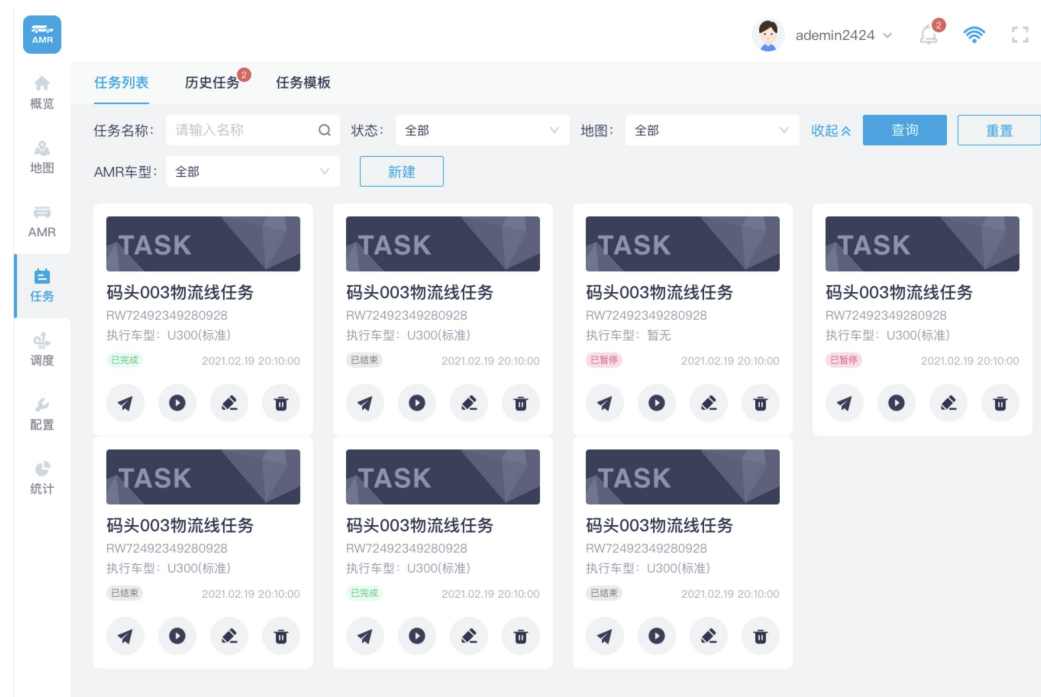 AMR
ademin2424
2
概览
地图
AMR
任务
调度
配置
统计
任务列表
历史任务
2
任务模板
任务名称：
请输入名称
状态：
全部
地图：
全部
收起
查询
重置
AMR车型：
全部
新建
TASK
码头003物流线任务
RW72492349280928
执行车型：U300(标准)
已完成
2021.02.19 20:10:00
TASK
码头003物流线任务
RW72492349280928
执行车型：U300(标准)
已结束
2021.02.19 20:10:00
TASK
码头003物流线任务
RW72492349280928
执行车型：暂无
已暂停
2021.02.19 20:10:00
TASK
码头003物流线任务
RW72492349280928
执行车型：U300(标准)
已暂停
2021.02.19 20:10:00
TASK
码头003物流线任务
RW72492349280928
执行车型：U300(标准)
已结束
2021.02.19 20:10:00
TASK
码头003物流线任务
RW72492349280928
执行车型：U300(标准)
已完成
2021.02.19 20:10:00
TASK
码头003物流线任务
RW72492349280928
执行车型：U300(标准)
已结束
2021.02.19 20:10:00